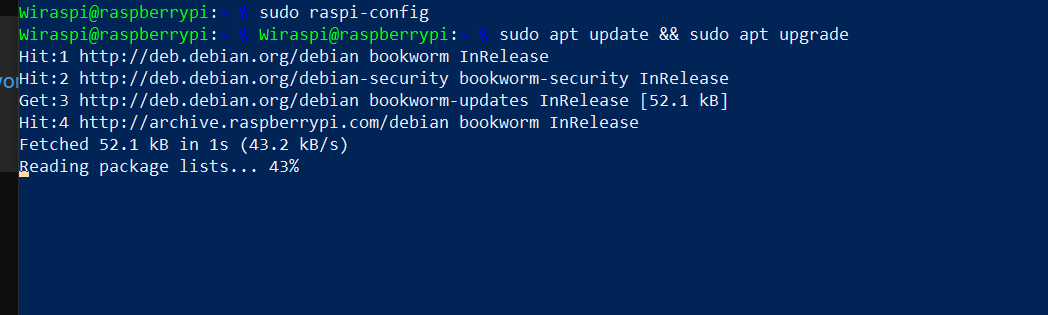 Wiraspi@raspberrypi:~ % sudo raspi-config
Wiraspi@raspberrypi:~ % Wiraspi@raspberrypi:~ % sudo apt update && sudo apt upgrade
Hit:1 http://deb.debian.org/debian bookworm InRelease
Hit:2 http://deb.debian.org/debian-security bookworm-security InRelease
Get:3 http://deb.debian.org/debian bookworm-updates InRelease [52.1 kB]
Hit:4 http://archive.raspberrypi.com/debian bookworm InRelease
Fetched 52.1 kB in 1s (43.2 kB/s)
Reading package lists... 43%